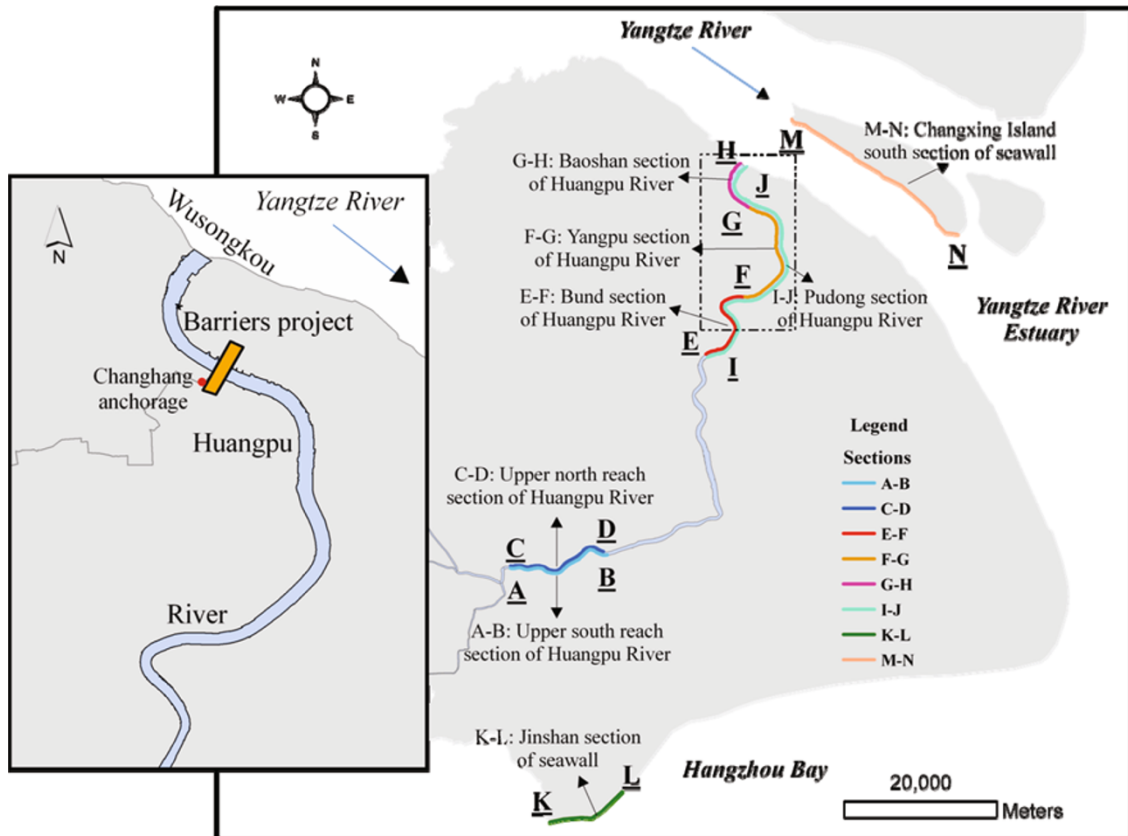 Yangtze River
N
W
E
S
M-N: Changxing Island
south section of seawall
M
H
G-H: Baoshan section
of Huangpu River
J
G
N
F-G: Yangpu section
of Huangpu River
F
E-F: Bund section
of Huangpu River
I-J: Pudong section
of Huangpu River
Yangtze River
Estuary
E
I
Wusongkou
Yangtze River
N
Barriers project
Changhang
anchorage
Huangpu
River
Legend
Sections
A-B
C-D
E-F
F-G
G-H
I-J
K-L
M-N
C-D: Upper north reach
section of Huangpu River
C
D
A
B
A-B: Upper south reach
section of Huangpu River
K-L: Jinshan section
of seawall
L
K
Hangzhou Bay
20,000
Meters